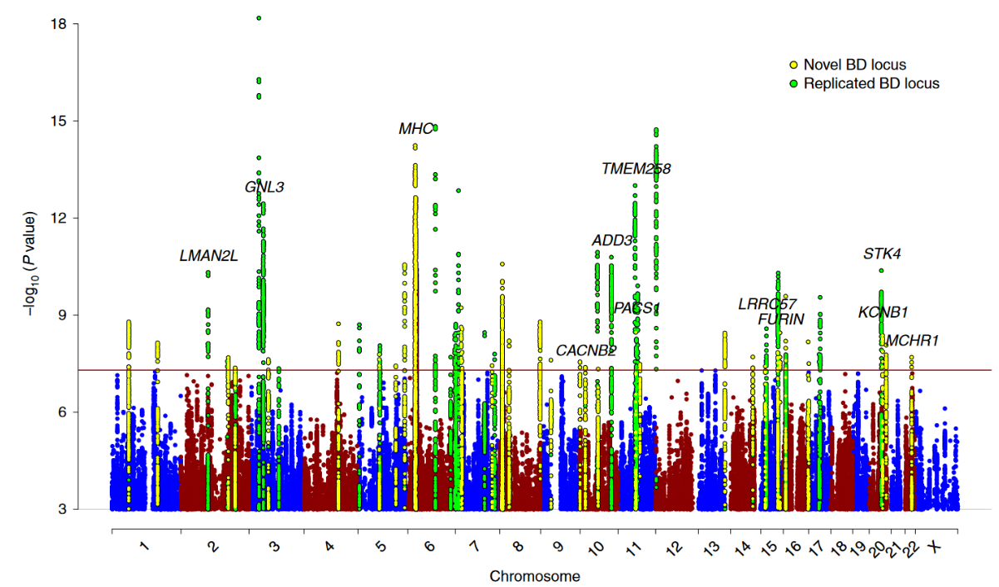 18
15
12
9
6
3
–log10 (P value)
Novel BD locus
Replicated BD locus
MHC
TMEM258
GNL3
ADD3
LMAN2L
STK4
PACS1
LRRC57
KCNB1
FURIN
CACNB2
MCHR1
1 2 3 4 5 6 7 8 9 10 11 12 13 14 15 16 17 18 19 20 21 22 X
Chromosome